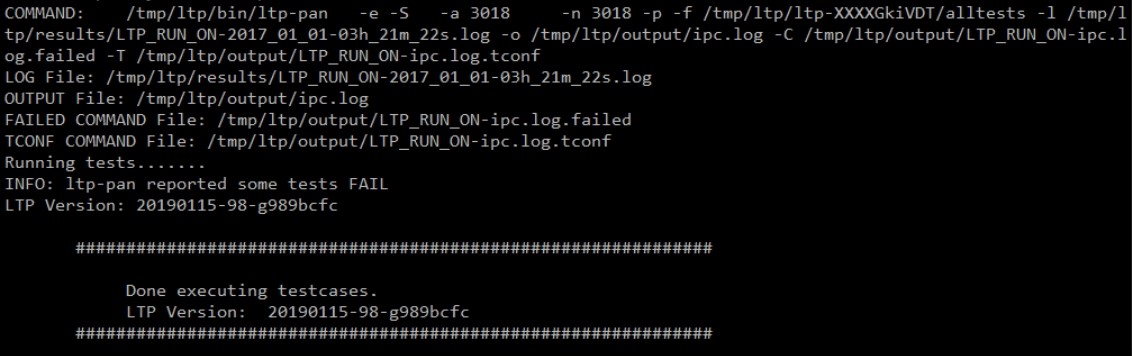 COMMAND:    /tmp/ltp/bin/ltp-pan   -e -S   -a 3018     -n 3018 -p -f /tmp/ltp/ltp-XXXXGkiVDT/alltests -l /tmp/l
tp/results/LTP_RUN_ON-2017_01_01-03h_21m_22s.log -o /tmp/ltp/output/ipc.log -C /tmp/ltp/output/LTP_RUN_ON-ipc.l
og.failed -T /tmp/ltp/output/LTP_RUN_ON-ipc.log.tconf
LOG File: /tmp/ltp/results/LTP_RUN_ON-2017_01_01-03h_21m_22s.log
OUTPUT File: /tmp/ltp/output/ipc.log
FAILED COMMAND File: /tmp/ltp/output/LTP_RUN_ON-ipc.log.failed
TCONF COMMAND File: /tmp/ltp/output/LTP_RUN_ON-ipc.log.tconf
Running tests.......
INFO: ltp-pan reported some tests FAIL
LTP Version: 20190115-98-g989bcfc
###############################################################
Done executing testcases.
LTP Version:  20190115-98-g989bcfc
###############################################################